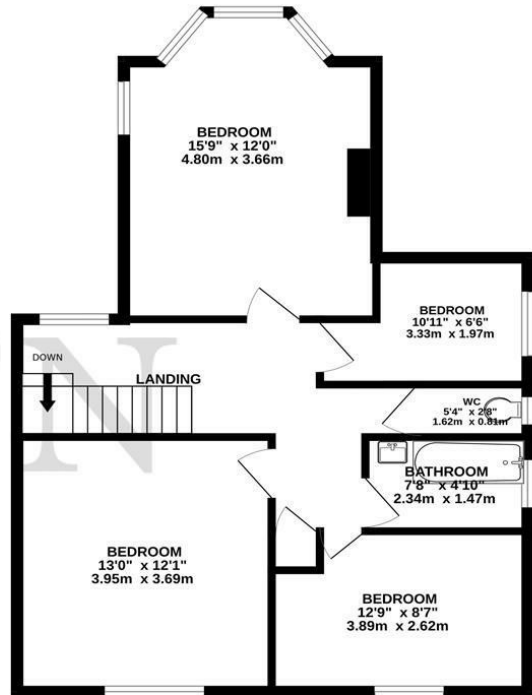 BEDROOM
15'9" x 12'0"
4.80m x 3.66m
BEDROOM
10'11" x 6'6"
3.33m x 1.97m
DOWN
LANDING
WC
5'4" x 2'8"
1.62m x 0.81m
N
BATHROOM
7'8" x 4'10"
2.34m x 1.47m
BEDROOM
13'0" x 12'1"
3.95m x 3.69m
BEDROOM
12'9" x 8'7"
3.89m x 2.62m